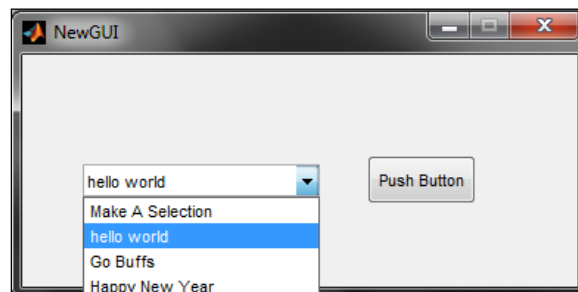 NewGUI
hello world
Push Button
Make A Selection
hello world
Go Buffs
Happy New Year